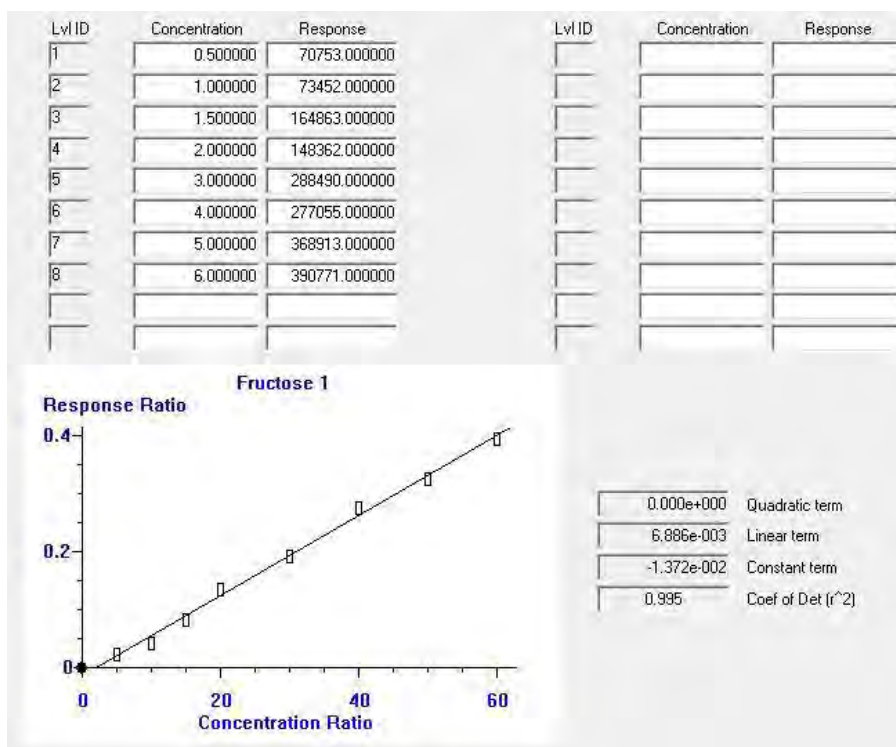 Lvl ID Concentration Response Lvl ID Concentration Response
1 0.500000 70753.000000
2 1.000000 73452.000000
3 1.500000 164863.000000
4 2.000000 148362.000000
5 3.000000 288490.000000
6 4.000000 277055.000000
7 5.000000 368913.000000
8 6.000000 390771.000000
Fructose 1
Response Ratio
0.4
0.2
0
0 20 40 60
Concentration Ratio
0.000e+000 Quadratic term
6.886e-003 Linear term
-1.372e-002 Constant term
0.995 Coef of Det (r^2)